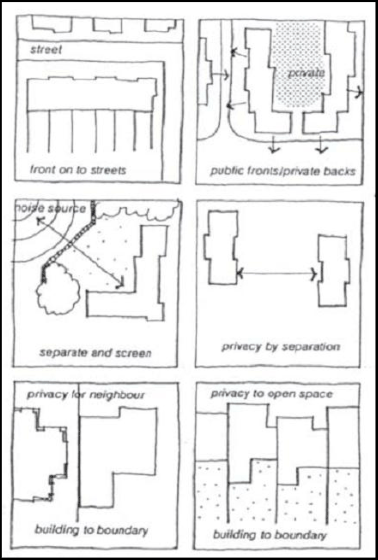 street
front on to streets
private
public fronts/private backs
noise source
separate and screen
privacy by separation
privacy for neighbour
building to boundary
privacy to open space
building to boundary